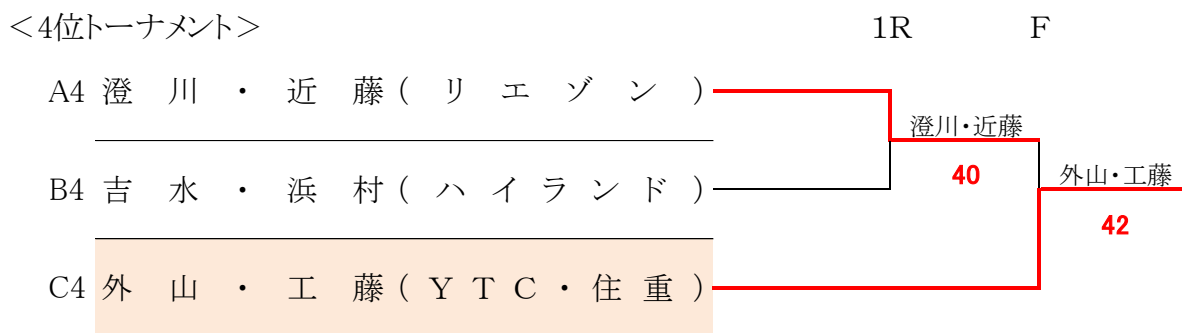 ＜4位トーナメント＞ 1R F
A4 澄川・近藤(リエゾン)
澄川・近藤
B4 吉水・浜村(ハイランド) 40 外山・工藤
42
C4 外山・工藤(YTC・住重)